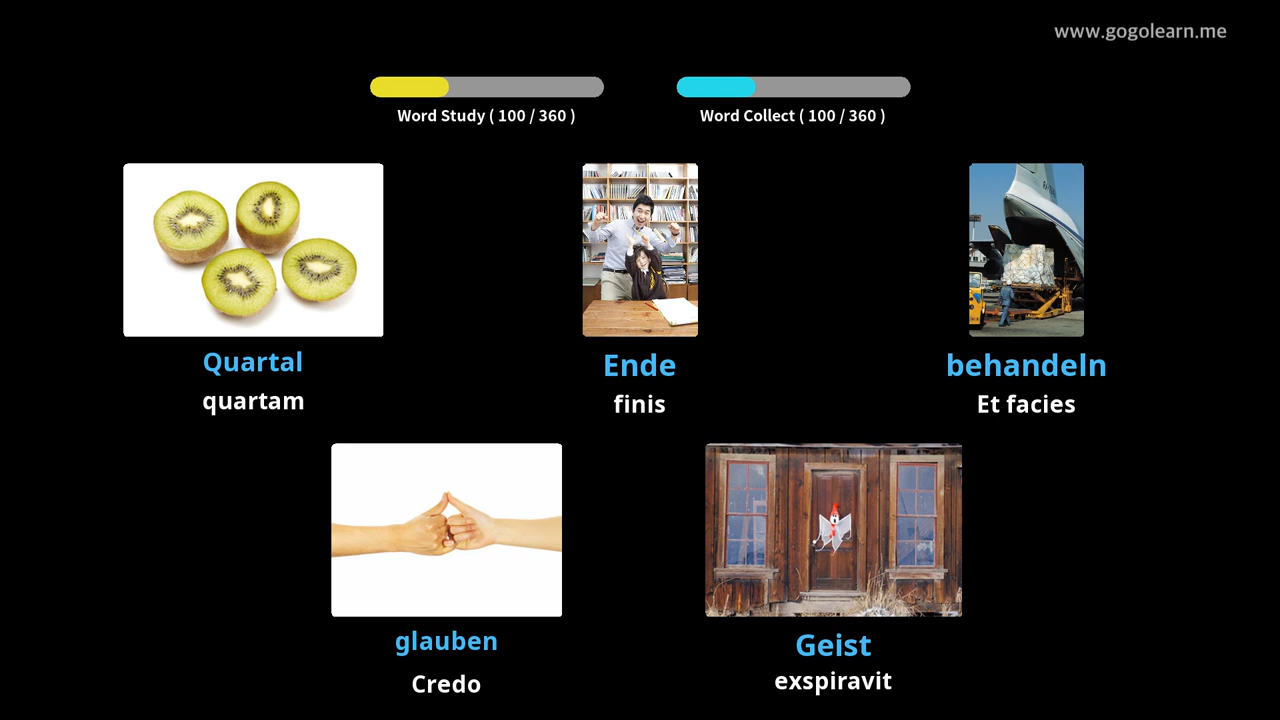 www.gogolearn.me
Word Study ( 100 / 360 )
Word Collect ( 100 / 360 )
Quartal
quartam
Ende
finis
behandeln
Et facies
glauben
Credo
Geist
exspiravit